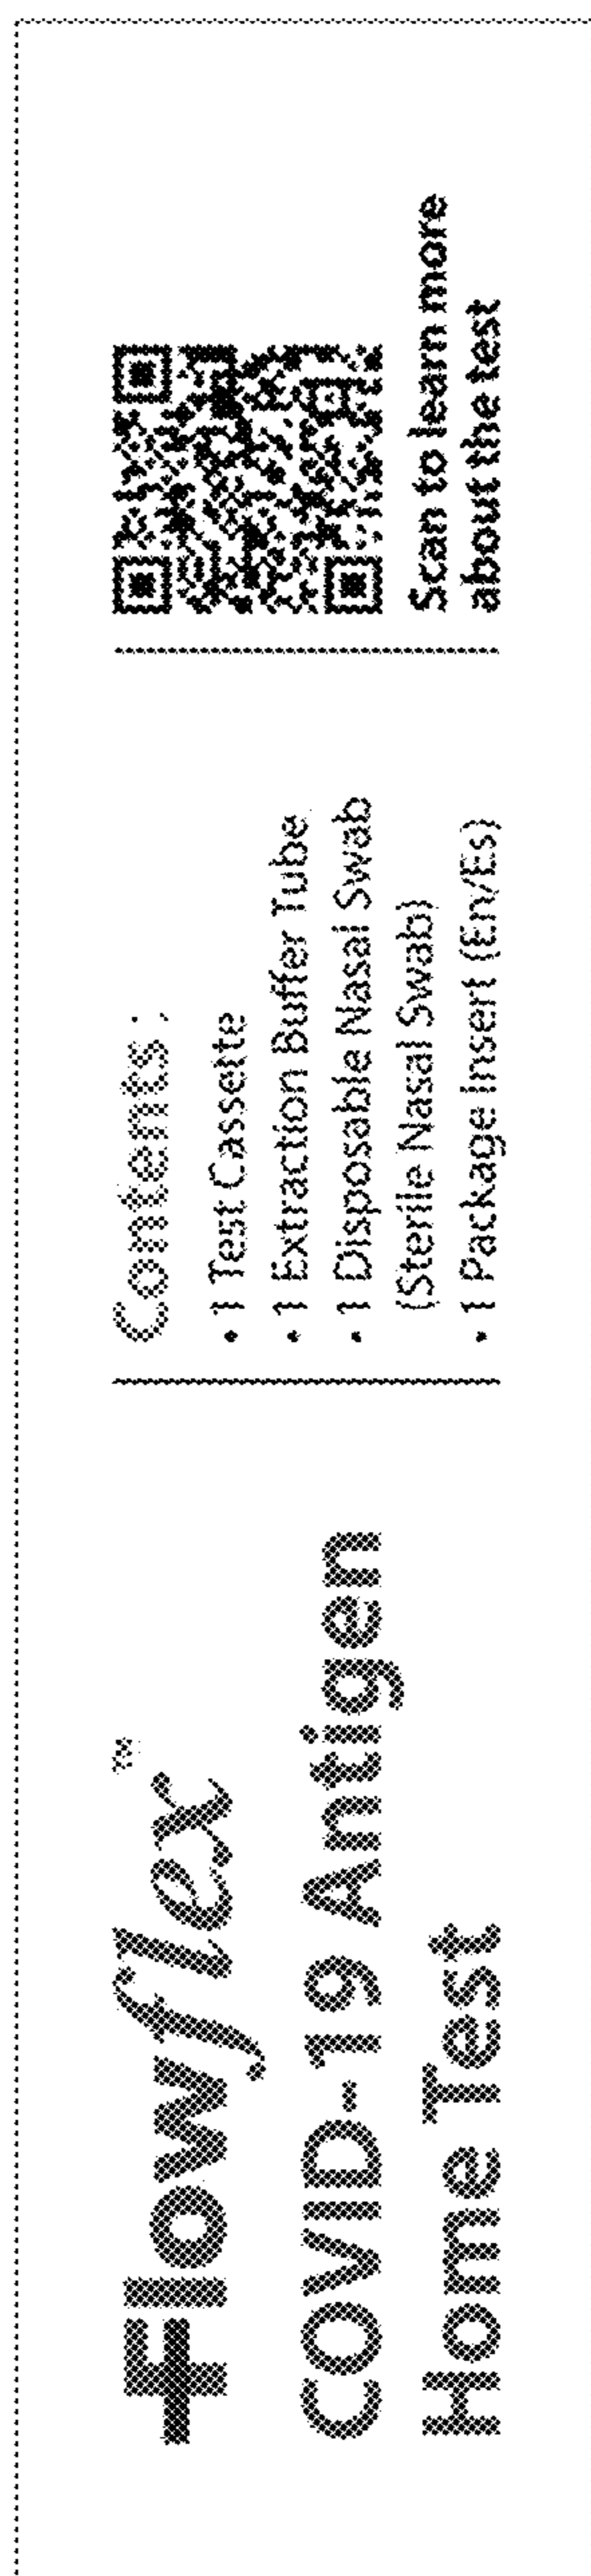 Flowflex™
COVID-19 Antigen
Home Test
Contents :
• 1 Test Cassette
• 1 Extraction Buffer Tube
• 1 Disposable Nasal Swab
(Sterile Nasal Swab)
• 1 Package Insert (En/Es)
Scan to learn more
about the test